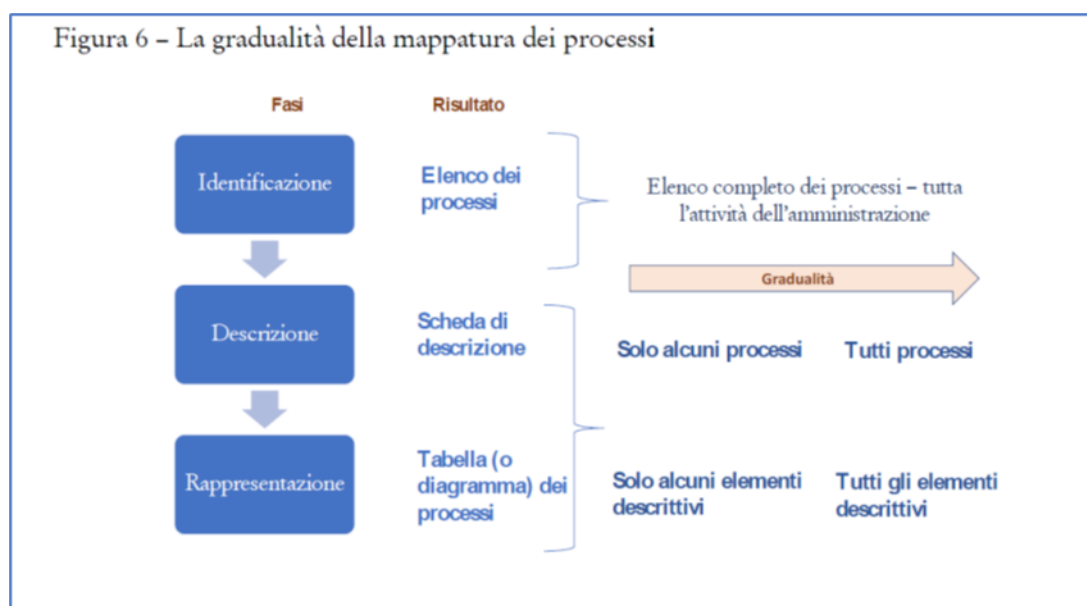 Figura 6 – La gradualità della mappatura dei processi
Fasi
Risultato
Identificazione
Elenco dei
processi
Elenco completo dei processi – tutta
l'attività dell'amministrazione
Gradualità
Descrizione
Scheda di
descrizione
Solo alcuni processi
Tutti processi
Rappresentazione
Tabella (o
diagramma) dei
processi
Solo alcuni elementi
descrittivi
Tutti gli elementi
descrittivi